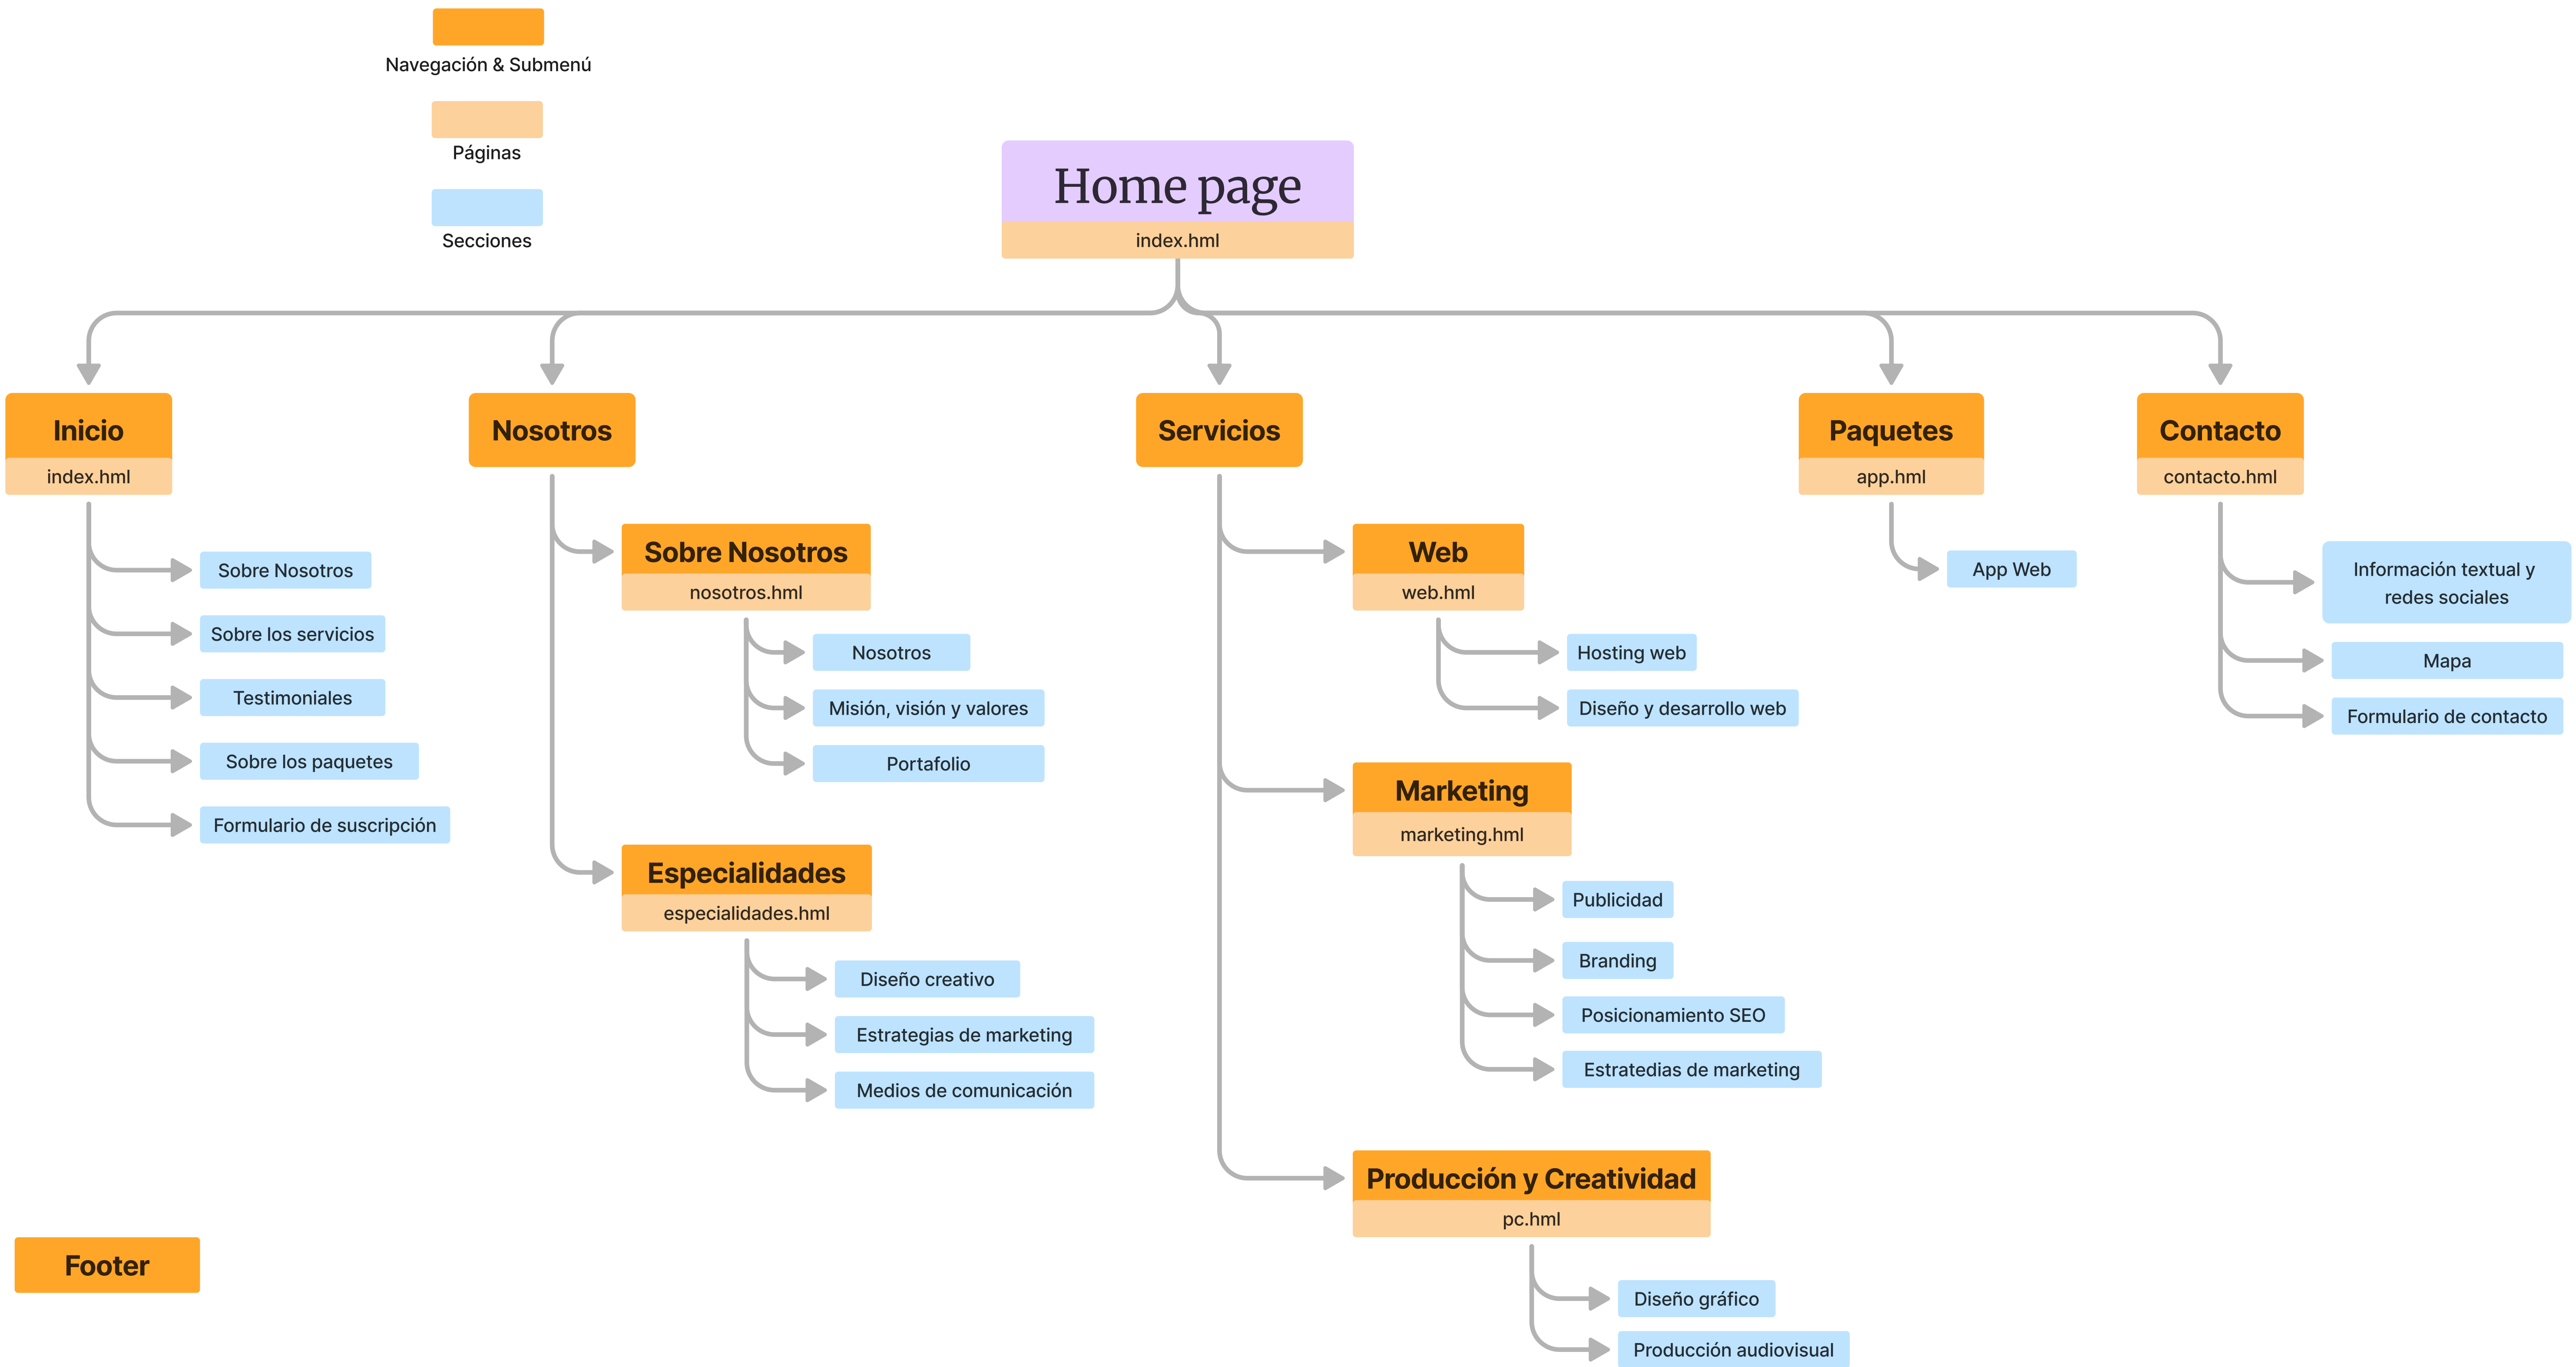 Navegación & Submenú
Páginas
Secciones
Home page
index.hml
Inicio
index.hml
Sobre Nosotros
Sobre los servicios
Testimoniales
Sobre los paquetes
Formulario de suscripción
Nosotros
Sobre Nosotros
nosotros.hml
Nosotros
Misión, visión y valores
Portafolio
Especialidades
especialidades.hml
Diseño creativo
Estrategias de marketing
Medios de comunicación
Servicios
Web
web.hml
Hosting web
Diseño y desarrollo web
Marketing
marketing.hml
Publicidad
Branding
Posicionamiento SEO
Estratedias de marketing
Producción y Creatividad
pc.hml
Diseño gráfico
Producción audiovisual
Paquetes
app.hml
App Web
Contacto
contacto.hml
Información textual y
redes sociales
Mapa
Formulario de contacto
Footer